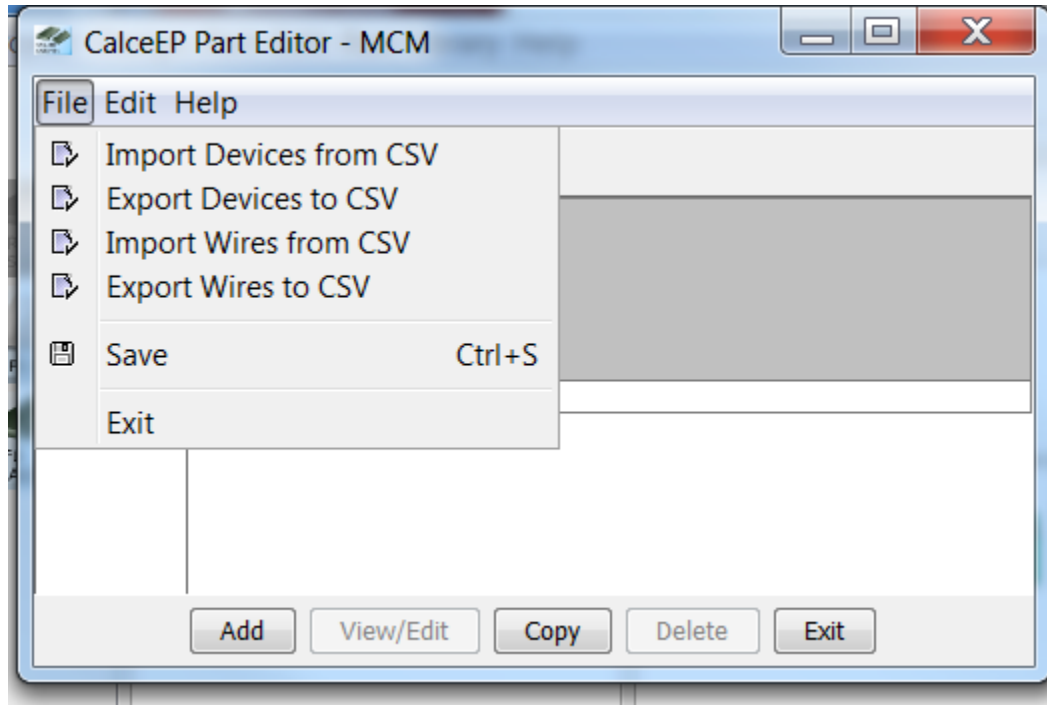 CalceEP Part Editor - MCM
File Edit Help
Import Devices from CSV
Export Devices to CSV
Import Wires from CSV
Export Wires to CSV
Save Ctrl+S
Exit
Add View/Edit Copy Delete Exit